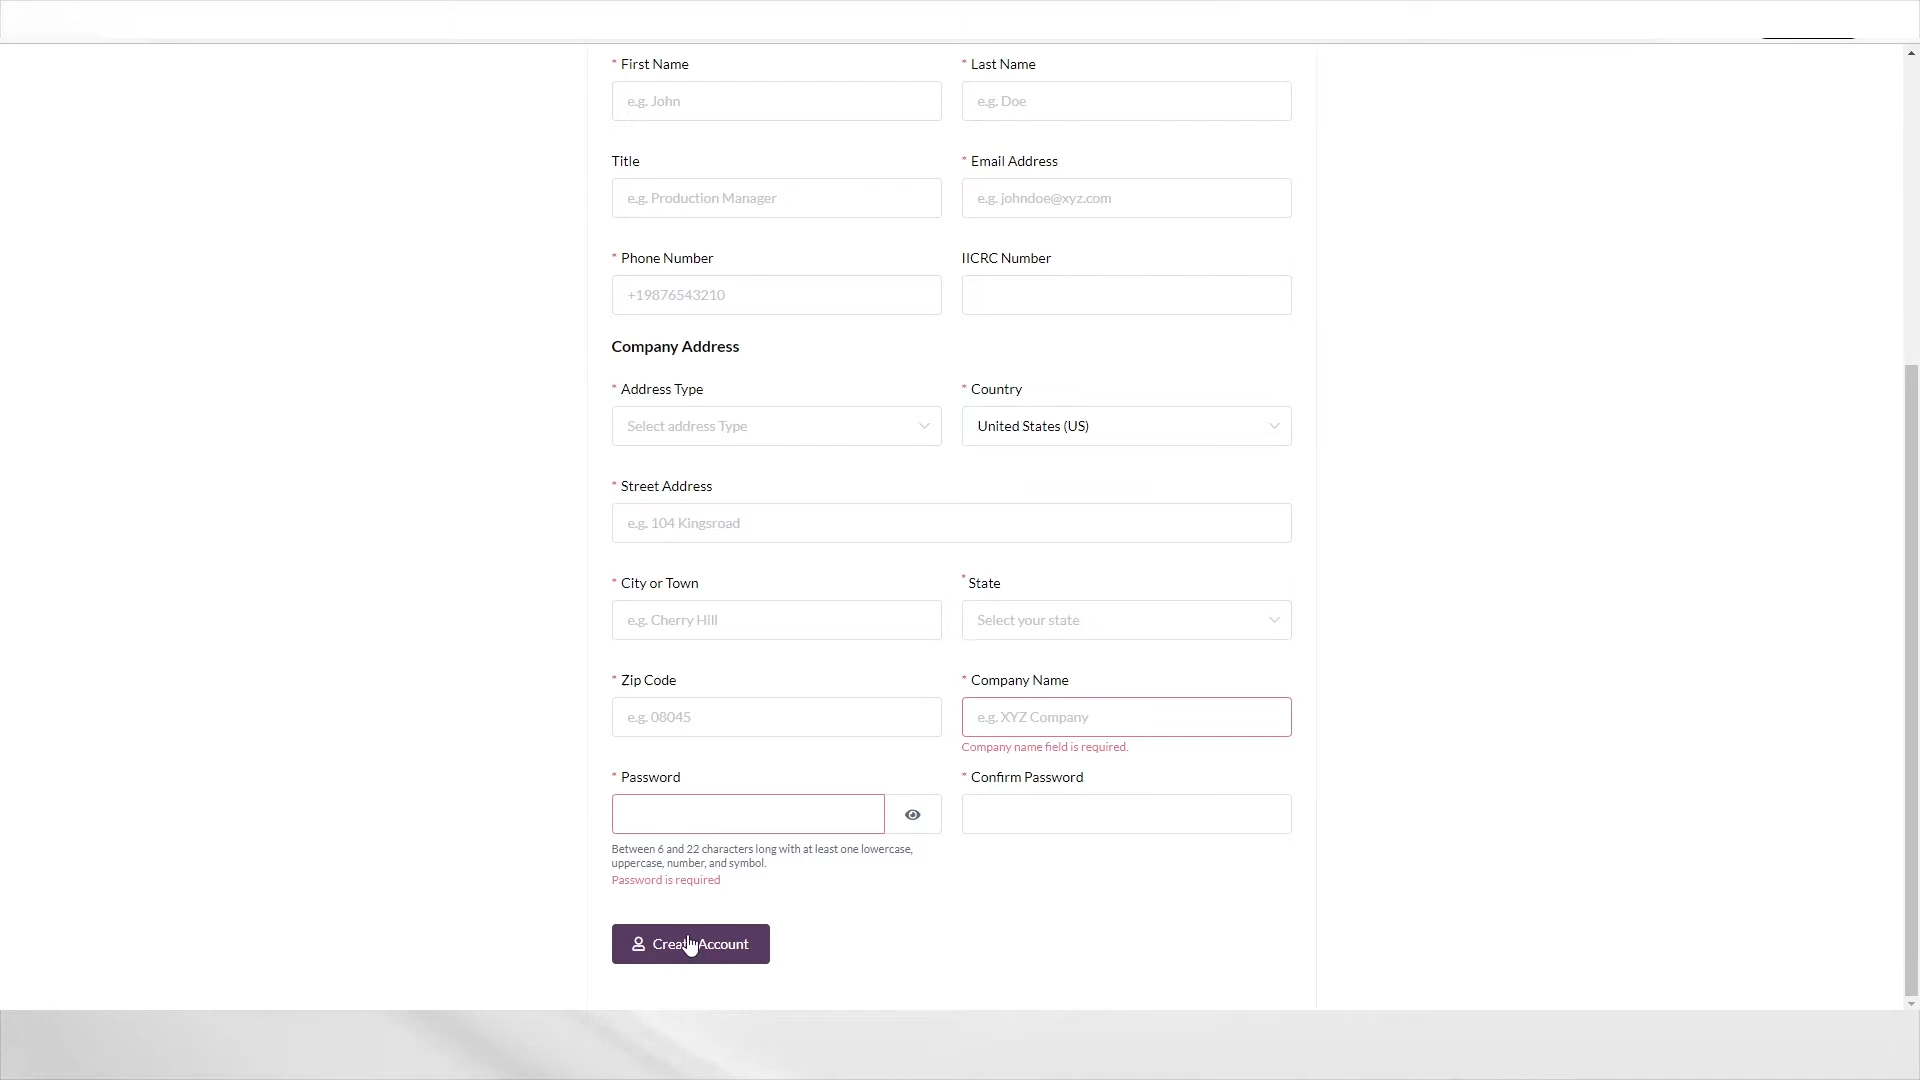 * First Name
* Last Name
e.g. John
e.g. Doe
Title
* Email Address
e.g. Production Manager
e.g. johndoe@xyz.com
* Phone Number
IICRC Number
+19876543210
Company Address
* Address Type
* Country
Select address Type
United States (US)
* Street Address
e.g. 104 Kingsroad
* City or Town
* State
e.g. Cherry Hill
Select your state
* Zip Code
* Company Name
e.g. 08045
e.g. XYZ Company
Company name field is required.
* Password
* Confirm Password
Between 6 and 22 characters long with at least one lowercase,
uppercase, number, and symbol.
Password is required
Create Account